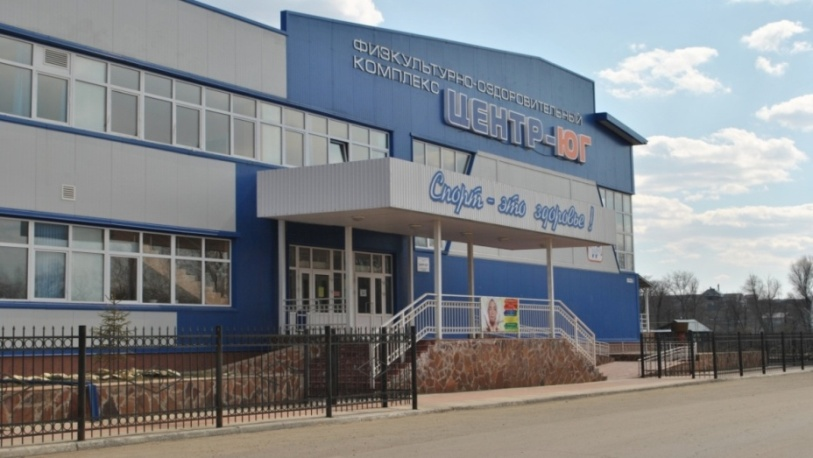 ФИЗКУЛЬТУРНО-ОЗДОРОВИТЕЛЬНЫЙ
КОМПЛЕКС
ЦЕНТР-ЮГ
Спорт - это здоровье!